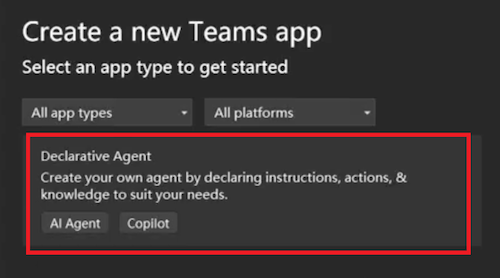 Create a new Teams app
Select an app type to get started
All app types
All platforms
Declarative Agent
Create your own agent by declaring instructions, actions, &
knowledge to suit your needs.
AI Agent
Copilot